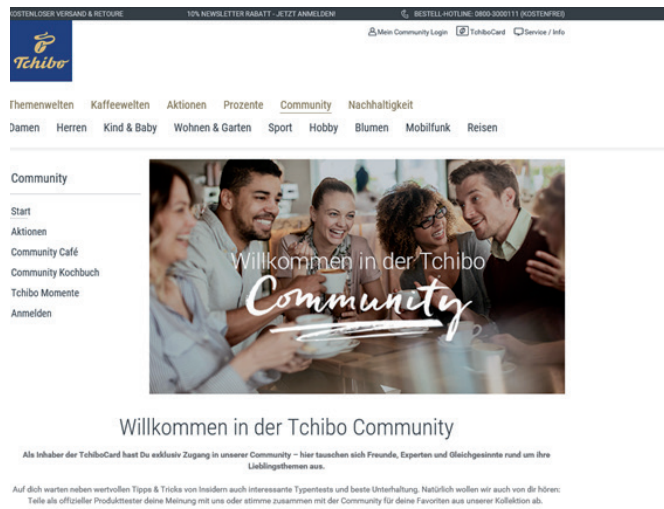 KOSTENLOSER VERSAND & RETOURE 10% NEWSLETTER RABATT - JETZT ANMELDEN! BESTELL-HOTLINE: 0800-3000111 (KOSTENFREI)
Mein Community Login TchiboCard Service / Info
Tchibo
Themenwelten Kaffeewelten Aktionen Prozente Community Nachhaltigkeit
Damen Herren Kind & Baby Wohnen & Garten Sport Hobby Blumen Mobilfunk Reisen
Community
Start
Aktionen
Community Café
Community Kochbuch
Tchibo Momente
Anmelden
Willkommen in der Tchibo
Community
Willkommen in der Tchibo Community
Als Inhaber der TchiboCard hast Du exklusiv Zugang in unserer Community – hier tauschen sich Freunde, Experten und Gleichgesinnte rund um ihre
Lieblingsthemen aus.
Auf dich warten neben wertvollen Tipps & Tricks von Insidern auch interessante Typentests und beste Unterhaltung. Natürlich wollen wir auch von dir hören:
Teile als offizieller Produkttester deine Meinung mit uns oder stimme zusammen mit der Community für deine Favoriten aus unserer Kollektion ab.